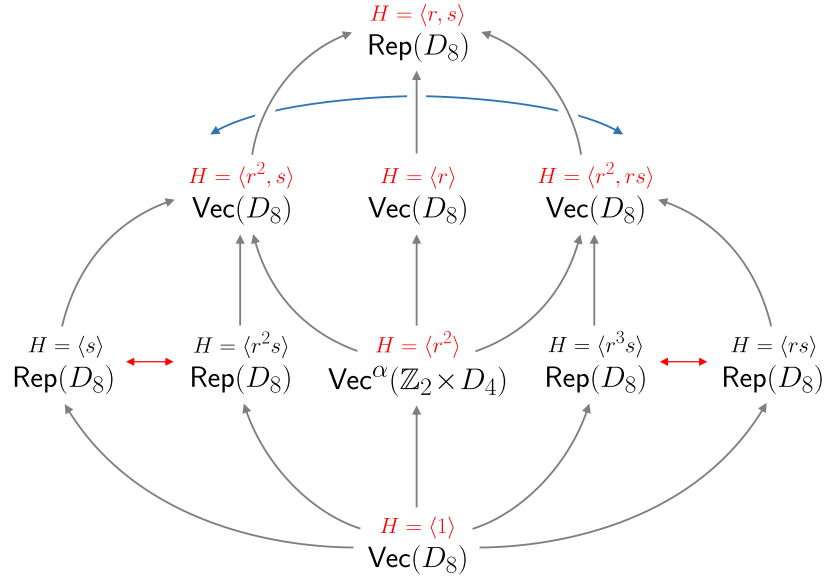 H = ⟨r, s⟩
Rep(D₈)
H = ⟨r², s⟩ H = ⟨r⟩ H = ⟨r², rs⟩
Vec(D₈) Vec(D₈) Vec(D₈)
H = ⟨s⟩ H = ⟨r²s⟩ H = ⟨r²⟩ H = ⟨r³s⟩ H = ⟨rs⟩
Rep(D₈) Rep(D₈) Vec^α(ℤ₂ × D₄) Rep(D₈) Rep(D₈)
H = ⟨1⟩
Vec(D₈)